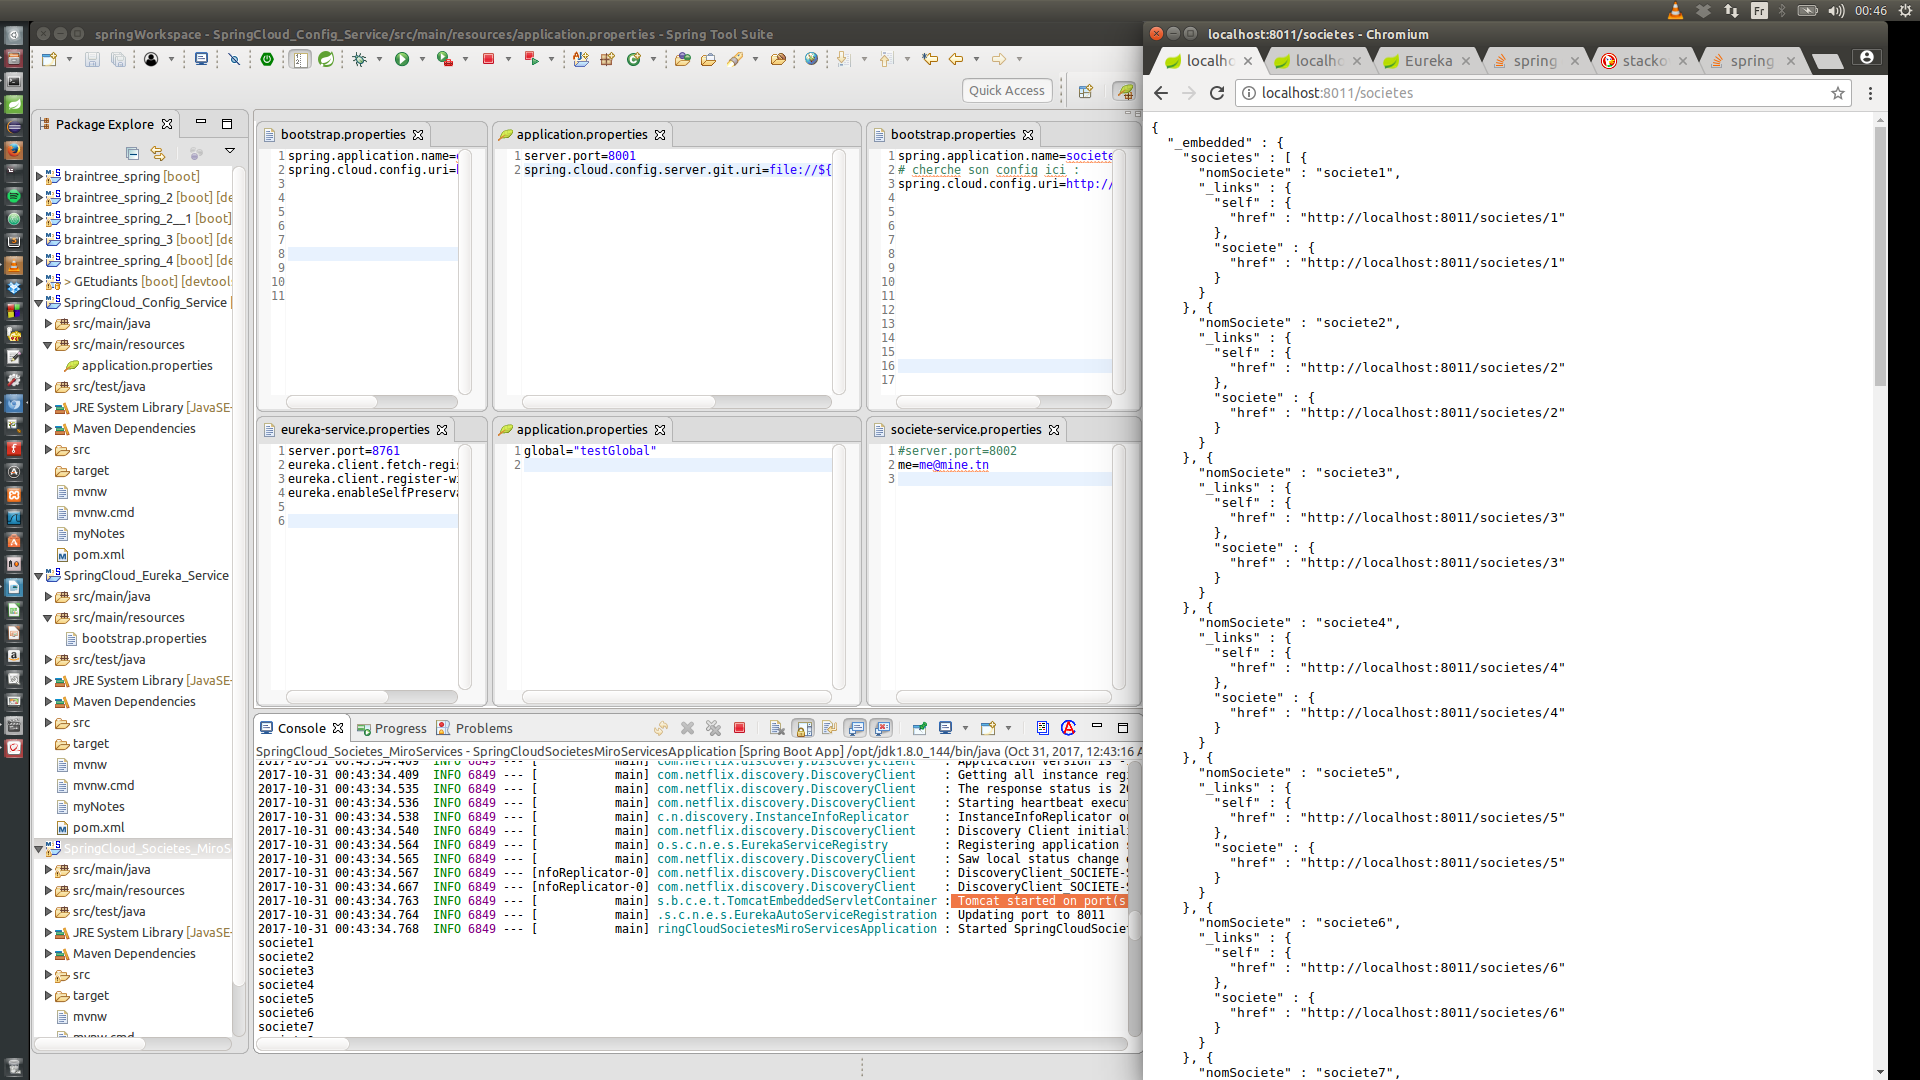 Fr
00:46
springWorkspace - SpringCloud_Config_Service/src/main/resources/application.properties - Spring Tool Suite
Quick Access
Package Explorer
braintree_spring [boot]
braintree_spring_2 [boot] [de
braintree_spring_2__1 [boot]
braintree_spring_3 [boot] [de
braintree_spring_4 [boot] [de
> GEtudiants [boot] [devtool
SpringCloud_Config_Service [
src/main/java
src/main/resources
application.properties
src/test/java
JRE System Library [JavaSE-
Maven Dependencies
src
target
mvnw
mvnw.cmd
myNotes
pom.xml
SpringCloud_Eureka_Service
src/main/java
src/main/resources
bootstrap.properties
src/test/java
JRE System Library [JavaSE-
Maven Dependencies
src
target
mvnw
mvnw.cmd
myNotes
pom.xml
SpringCloud_Societes_MiroS
src/main/java
src/main/resources
src/test/java
JRE System Library [JavaSE-
Maven Dependencies
src
target
mvnw
mvnw.cmd
bootstrap.properties
1 spring.application.name=
2 spring.cloud.config.uri=
3
4
5
6
7
8
9
10
11
application.properties
1 server.port=8001
2 spring.cloud.config.server.git.uri=file://${
bootstrap.properties
1 spring.application.name=societe
2 # cherche son config ici :
3 spring.cloud.config.uri=http://
4
5
6
7
8
9
10
11
12
13
14
15
16
17
eureka-service.properties
1 server.port=8761
2 eureka.client.fetch-regi
3 eureka.client.register-w
4 eureka.enableSelfPreserv
5
6
application.properties
1 global="testGlobal"
2
societe-service.properties
1 #server.port=8002
2 me=me@mine.tn
3
Console
Progress
Problems
SpringCloud_Societes_MiroServices - SpringCloudSocietesMiroServicesApplication [Spring Boot App] /opt/jdk1.8.0_144/bin/java (Oct 31, 2017, 12:43:16 A
2017-10-31 00:43:34.409 INFO 6849 --- [ main] com.netflix.discovery.DiscoveryClient : Application version is -
2017-10-31 00:43:34.409 INFO 6849 --- [ main] com.netflix.discovery.DiscoveryClient : Getting all instance reg
2017-10-31 00:43:34.535 INFO 6849 --- [ main] com.netflix.discovery.DiscoveryClient : The response status is 20
2017-10-31 00:43:34.536 INFO 6849 --- [ main] com.netflix.discovery.DiscoveryClient : Starting heartbeat execu
2017-10-31 00:43:34.538 INFO 6849 --- [ main] c.n.discovery.InstanceInfoReplicator : InstanceInfoReplicator on
2017-10-31 00:43:34.540 INFO 6849 --- [ main] com.netflix.discovery.DiscoveryClient : Discovery Client initial
2017-10-31 00:43:34.564 INFO 6849 --- [ main] o.s.c.n.e.s.EurekaServiceRegistry : Registering application s
2017-10-31 00:43:34.565 INFO 6849 --- [ main] com.netflix.discovery.DiscoveryClient : Saw local status change
2017-10-31 00:43:34.567 INFO 6849 --- [nfoReplicator-0] com.netflix.discovery.DiscoveryClient : DiscoveryClient_SOCIETE-S
2017-10-31 00:43:34.667 INFO 6849 --- [nfoReplicator-0] com.netflix.discovery.DiscoveryClient : DiscoveryClient_SOCIETE-S
2017-10-31 00:43:34.763 INFO 6849 --- [ main] s.b.c.e.t.TomcatEmbeddedServletContainer : Tomcat started on port(s
2017-10-31 00:43:34.764 INFO 6849 --- [ main] .s.c.n.e.s.EurekaAutoServiceRegistration : Updating port to 8011
2017-10-31 00:43:34.768 INFO 6849 --- [ main] ringCloudSocietesMiroServicesApplication : Started SpringCloudSociet
societe1
societe2
societe3
societe4
societe5
societe6
societe7
localhost:8011/societes - Chromium
localho
localho
Eureka
spring
stacko
spring
localhost:8011/societes
{
"_embedded" : {
"societes" : [ {
"nomSociete" : "societe1",
"_links" : {
"self" : {
"href" : "http://localhost:8011/societes/1"
},
"societe" : {
"href" : "http://localhost:8011/societes/1"
}
}
}, {
"nomSociete" : "societe2",
"_links" : {
"self" : {
"href" : "http://localhost:8011/societes/2"
},
"societe" : {
"href" : "http://localhost:8011/societes/2"
}
}
}, {
"nomSociete" : "societe3",
"_links" : {
"self" : {
"href" : "http://localhost:8011/societes/3"
},
"societe" : {
"href" : "http://localhost:8011/societes/3"
}
}
}, {
"nomSociete" : "societe4",
"_links" : {
"self" : {
"href" : "http://localhost:8011/societes/4"
},
"societe" : {
"href" : "http://localhost:8011/societes/4"
}
}
}, {
"nomSociete" : "societe5",
"_links" : {
"self" : {
"href" : "http://localhost:8011/societes/5"
},
"societe" : {
"href" : "http://localhost:8011/societes/5"
}
}
}, {
"nomSociete" : "societe6",
"_links" : {
"self" : {
"href" : "http://localhost:8011/societes/6"
},
"societe" : {
"href" : "http://localhost:8011/societes/6"
}
}
}, {
"nomSociete" : "societe7",